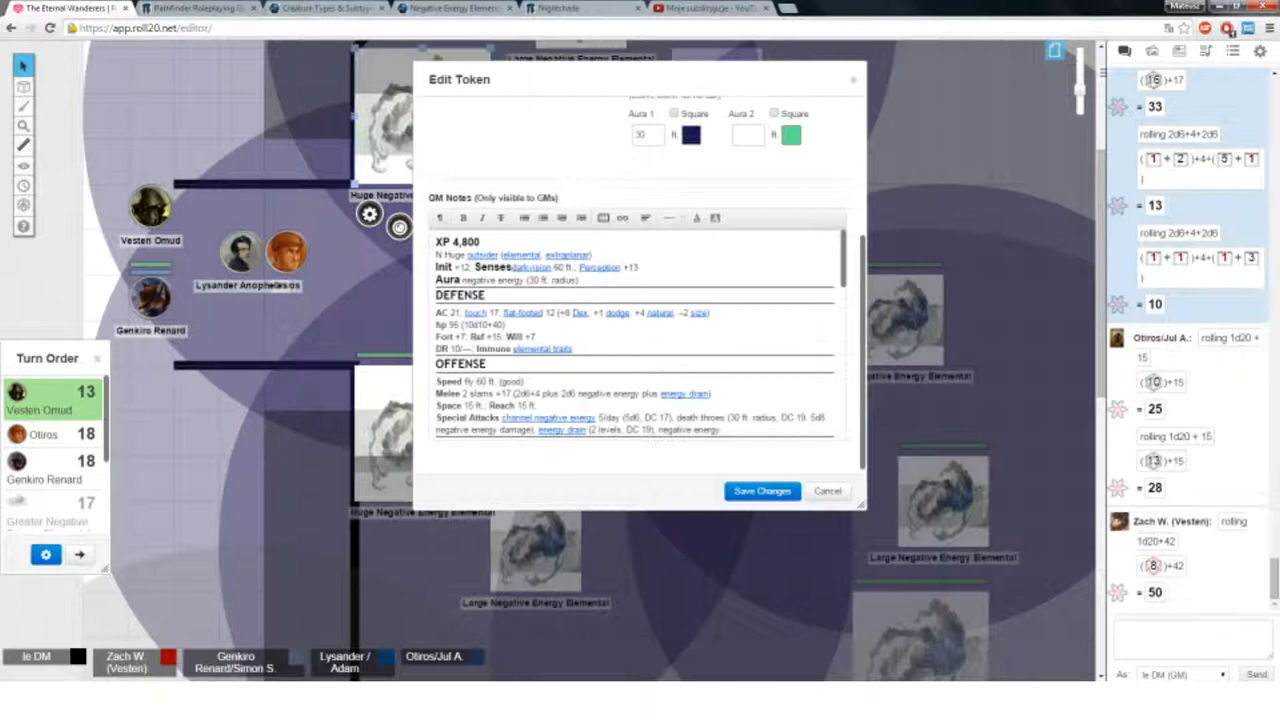 The Eternal Wanderers |
Pathfinder Roleplaying G
Creature Types & Subtyp
Negative Energy Elemen
Nightshade
Moje subskrypcje - YouT
Mateusz
https://app.roll20.net/editor/
Edit Token
Aura 1 Square Aura 2 Square
30 ft. ft.
GM Notes (Only visible to GMs)
XP 4,800
N Huge outsider (elemental, extraplanar)
Init +12; Senses darkvision 60 ft.; Perception +13
Aura negative energy (30 ft. radius)
DEFENSE
AC 21, touch 17, flat-footed 12 (+8 Dex, +1 dodge, +4 natural, –2 size)
hp 95 (10d10+40)
Fort +7, Ref +15, Will +7
DR 10/—; Immune elemental traits
OFFENSE
Speed fly 60 ft. (good)
Melee 2 slams +17 (2d6+4 plus 2d6 negative energy plus energy drain)
Space 15 ft.; Reach 15 ft.
Special Attacks channel negative energy 5/day (5d6, DC 17), death throes (30 ft. radius, DC 19, 5d8
negative energy damage), energy drain (2 levels, DC 19), negative energy
Save Changes
Cancel
Large Negative Energy Elemental
Huge Negative
Vesten Omud
Lysander Anophelesios
Genkiro Renard
Huge Negative Energy Elemental
Large Negative Energy Elemental
ative Energy Elemental
Large Negative Energy Elemental
Turn Order
13
Vesten Omud
Otiros 18
18
Genkiro Renard
17
Greater Negative
le DM
Zach W.
(Vesten)
Genkiro
Renard/Simon S.
Lysander /
Adam
Otiros/Jul A.
(16)+17
= 33
rolling 2d6+4+2d6
(1 + 2)+4+(5 + 1
)
= 13
rolling 2d6+4+2d6
(1 + 1)+4+(1 + 3
)
= 10
Otiros/Jul A.: rolling 1d20 +
15
(10)+15
= 25
rolling 1d20 + 15
(13)+15
= 28
Zach W. (Vesten): rolling
1d20+42
(8)+42
= 50
As: le DM (GM)
Send